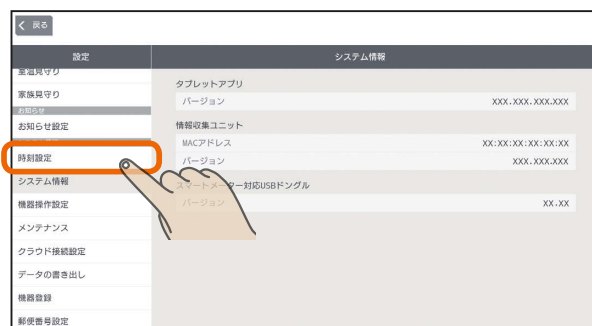 戻る
設定
システム情報
室温見守り
家族見守り
お知らせ
お知らせ設定
時刻設定
システム情報
機器操作設定
メンテナンス
クラウド接続設定
データの書き出し
機器登録
郵便番号設定
タブレットアプリ
バージョン XXX.XXX.XXX.XXX
情報収集ユニット
MACアドレス XX:XX:XX:XX:XX:XX
バージョン XXX.XXX.XXX
スマートメーター対応USBドングル
バージョン XX.XX